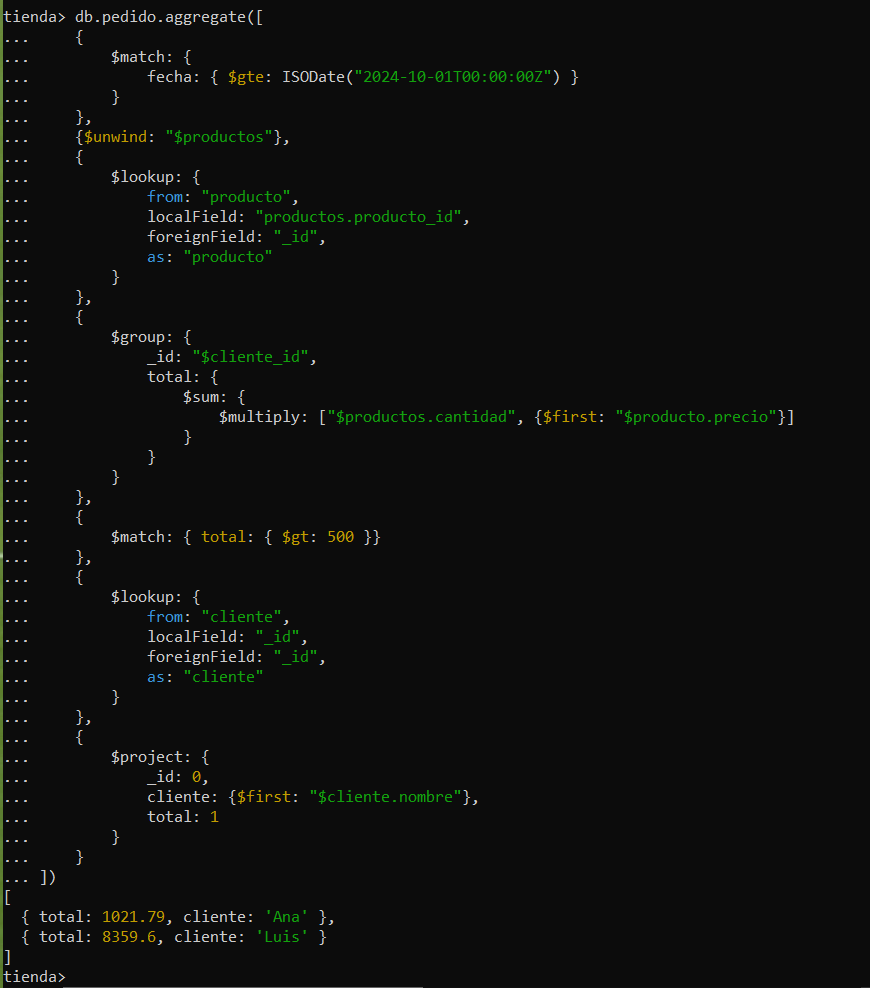 tienda> db.pedido.aggregate([
...     {
...         $match: {
...             fecha: { $gte: ISODate("2024-10-01T00:00:00Z") }
...         }
...     },
...     {$unwind: "$productos"},
...     {
...         $lookup: {
...             from: "producto",
...             localField: "productos.producto_id",
...             foreignField: "_id",
...             as: "producto"
...         }
...     },
...     {
...         $group: {
...             _id: "$cliente_id",
...             total: {
...                 $sum: {
...                     $multiply: ["$productos.cantidad", {$first: "$producto.precio"}]
...                 }
...             }
...         }
...     },
...     {
...         $match: { total: { $gt: 500 }}
...     },
...     {
...         $lookup: {
...             from: "cliente",
...             localField: "_id",
...             foreignField: "_id",
...             as: "cliente"
...         }
...     },
...     {
...         $project: {
...             _id: 0,
...             cliente: {$first: "$cliente.nombre"},
...             total: 1
...         }
...     }
... ])
[
  { total: 1021.79, cliente: 'Ana' },
  { total: 8359.6, cliente: 'Luis' }
]
tienda>